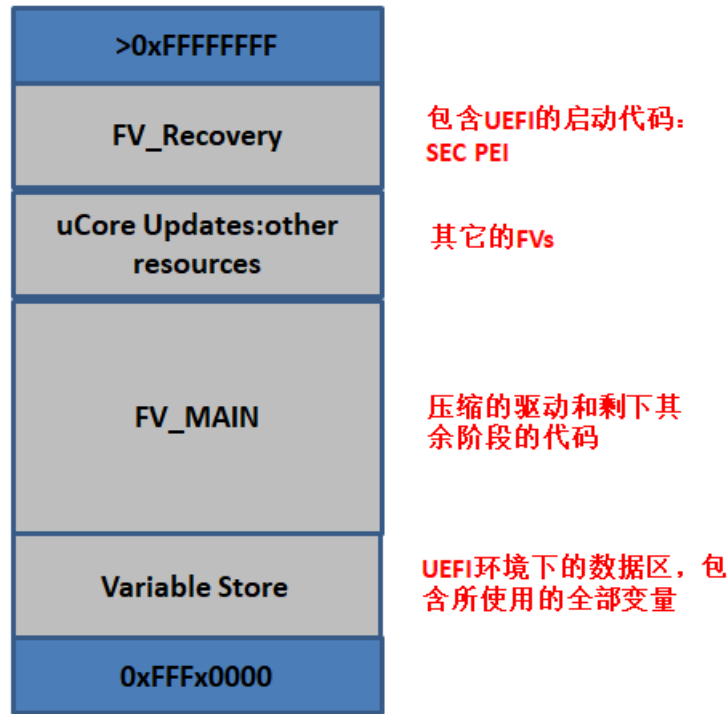 >0xFFFFFFFF
FV_Recovery
包含UEFI的启动代码：
SEC PEI
uCore Updates:other
resources
其它的FVs
FV_MAIN
压缩的驱动和剩下其
余阶段的代码
Variable Store
UEFI环境下的数据区，包
含所使用的全部变量
0xFFFx0000